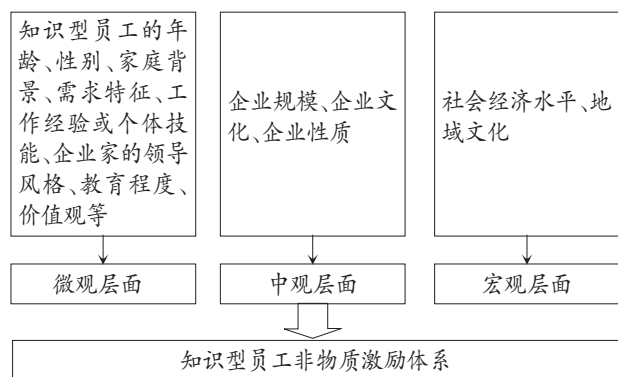 知识型员工的年
龄、性别、家庭背
景、需求特征、工
作经验或个体技
能、企业家的领导
风格、教育程度、
价值观等
企业规模、企业文
化、企业性质
社会经济水平、地
域文化
微观层面
中观层面
宏观层面
知识型员工非物质激励体系